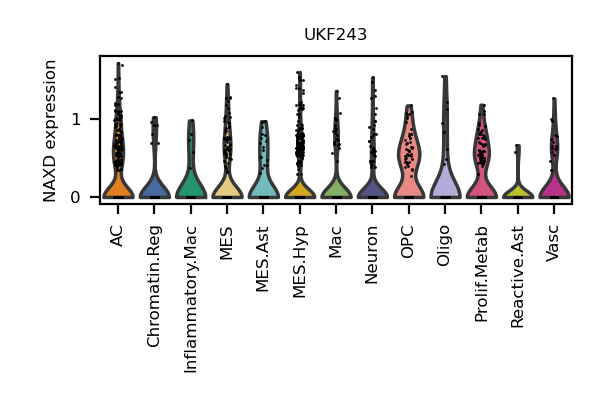 UKF243
NAXD expression
1
0
AC
Chromatin.Reg
Inflammatory.Mac
MES
MES.Ast
MES.Hyp
Mac
Neuron
OPC
Oligo
Prolif.Metab
Reactive.Ast
Vasc